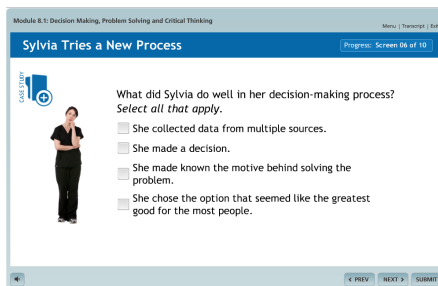 Module 8.1: Decision Making, Problem Solving and Critical Thinking
Menu | Transcript | Exit
Sylvia Tries a New Process
Progress: Screen 06 of 10
CASE STUDY
What did Sylvia do well in her decision-making process?
Select all that apply.
She collected data from multiple sources.
She made a decision.
She made known the motive behind solving the
problem.
She chose the option that seemed like the greatest
good for the most people.
< PREV
NEXT >
SUBMIT